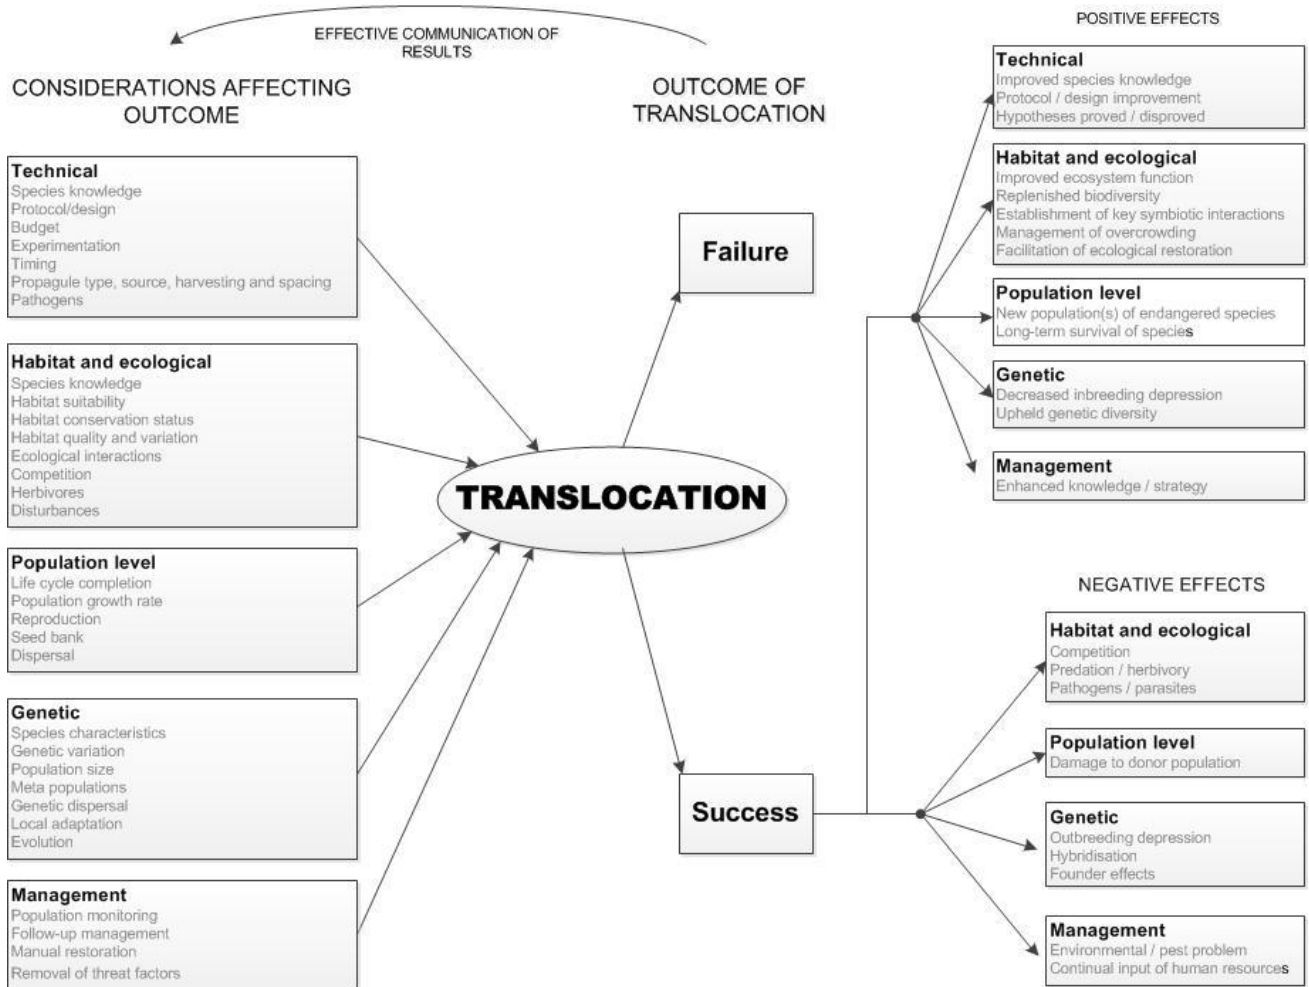 EFFECTIVE COMMUNICATION OF
RESULTS
CONSIDERATIONS AFFECTING
OUTCOME
Technical
Species knowledge
Protocol/design
Budget
Experimentation
Timing
Propagule type, source, harvesting and spacing
Pathogens
Habitat and ecological
Species knowledge
Habitat suitability
Habitat conservation status
Habitat quality and variation
Ecological interactions
Competition
Herbivores
Disturbances
Population level
Life cycle completion
Population growth rate
Reproduction
Seed bank
Dispersal
Genetic
Species characteristics
Genetic variation
Population size
Meta populations
Genetic dispersal
Local adaptation
Evolution
Management
Population monitoring
Follow-up management
Manual restoration
Removal of threat factors
OUTCOME OF
TRANSLOCATION
Failure
TRANSLOCATION
Success
POSITIVE EFFECTS
Technical
Improved species knowledge
Protocol / design improvement
Hypotheses proved / disproved
Habitat and ecological
Improved ecosystem function
Replenished biodiversity
Establishment of key symbiotic interactions
Management of overcrowding
Facilitation of ecological restoration
Population level
New population(s) of endangered species
Long-term survival of species
Genetic
Decreased inbreeding depression
Upheld genetic diversity
Management
Enhanced knowledge / strategy
NEGATIVE EFFECTS
Habitat and ecological
Competition
Predation / herbivory
Pathogens / parasites
Population level
Damage to donor population
Genetic
Outbreeding depression
Hybridisation
Founder effects
Management
Environmental / pest problem
Continual input of human resources